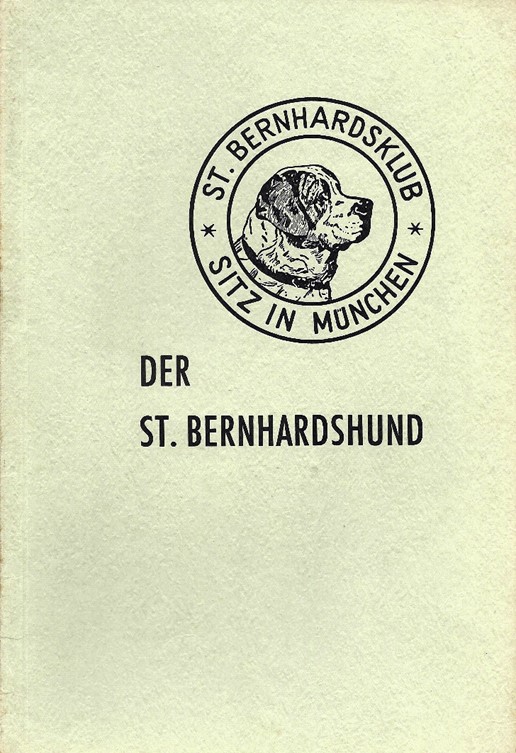 ST. BERNHARDSKLUB
* SITZ IN MÜNCHEN *
DER
ST. BERNHARDSHUND